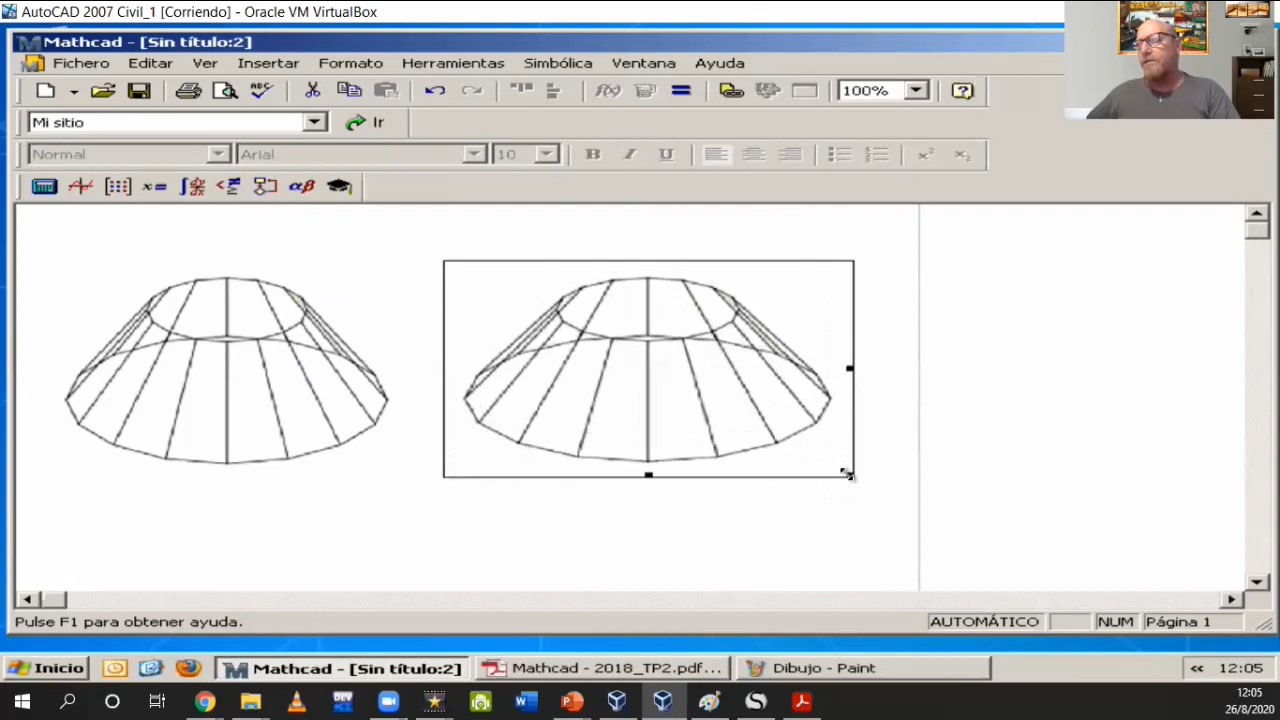 AutoCAD 2007 Civil_1 [Corriendo] - Oracle VM VirtualBox
Mathcad - [Sin título:2]
Fichero Editar Ver Insertar Formato Herramientas Simbólica Ventana Ayuda
100%
Mi sitio Ir
Normal Arial 10 B I U x² x₂
αβ
Pulse F1 para obtener ayuda. AUTOMÁTICO NUM Página 1
Inicio Mathcad - [Sin título:2] Mathcad - 2018_TP2.pdf... Dibujo - Paint << 12:05
12:05
26/8/2020